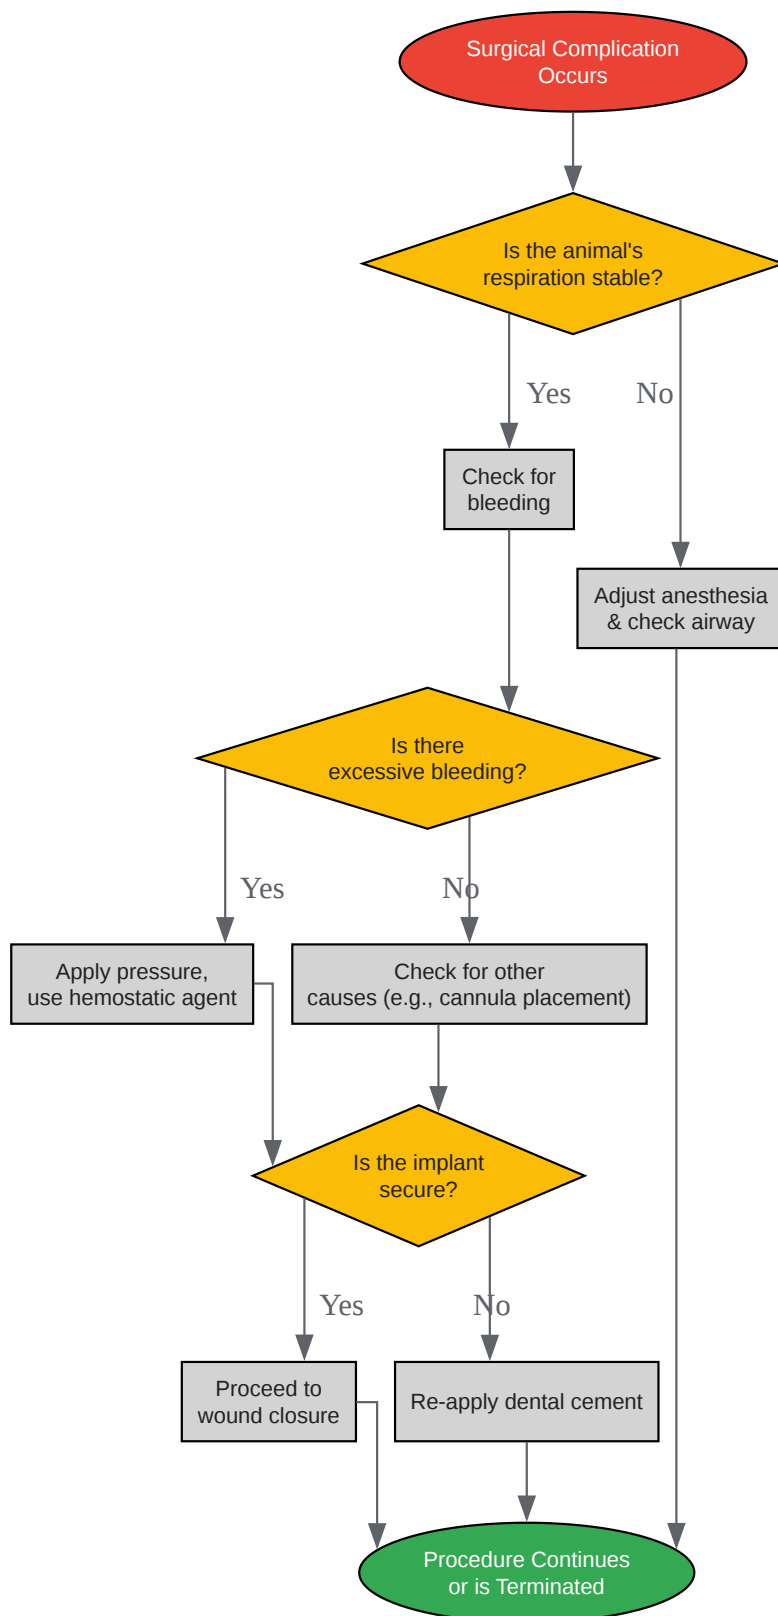 Surgical Complication
Occurs
Is the animal's
respiration stable?
Yes
No
Check for
bleeding
Adjust anesthesia
& check airway
Is there
excessive bleeding?
Yes
No
Apply pressure,
use hemostatic agent
Check for other
causes (e.g., cannula placement)
Is the implant
secure?
Yes
No
Proceed to
wound closure
Re-apply dental cement
Procedure Continues
or is Terminated